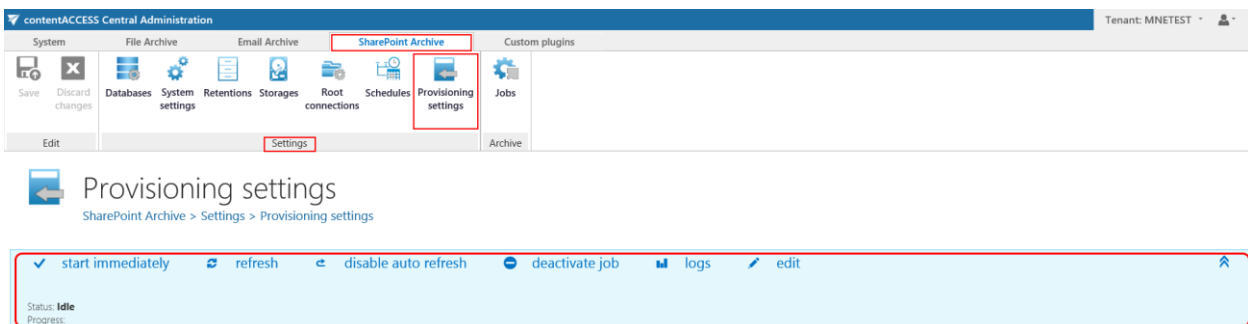 contentACCESS Central Administration
Tenant: MNETEST
System File Archive Email Archive SharePoint Archive Custom plugins
Save Discard changes Databases System settings Retentions Storages Root connections Schedules Provisioning settings Jobs
Edit Settings Archive
Provisioning settings
SharePoint Archive > Settings > Provisioning settings
start immediately refresh disable auto refresh deactivate job logs edit
Status: Idle
Progress: